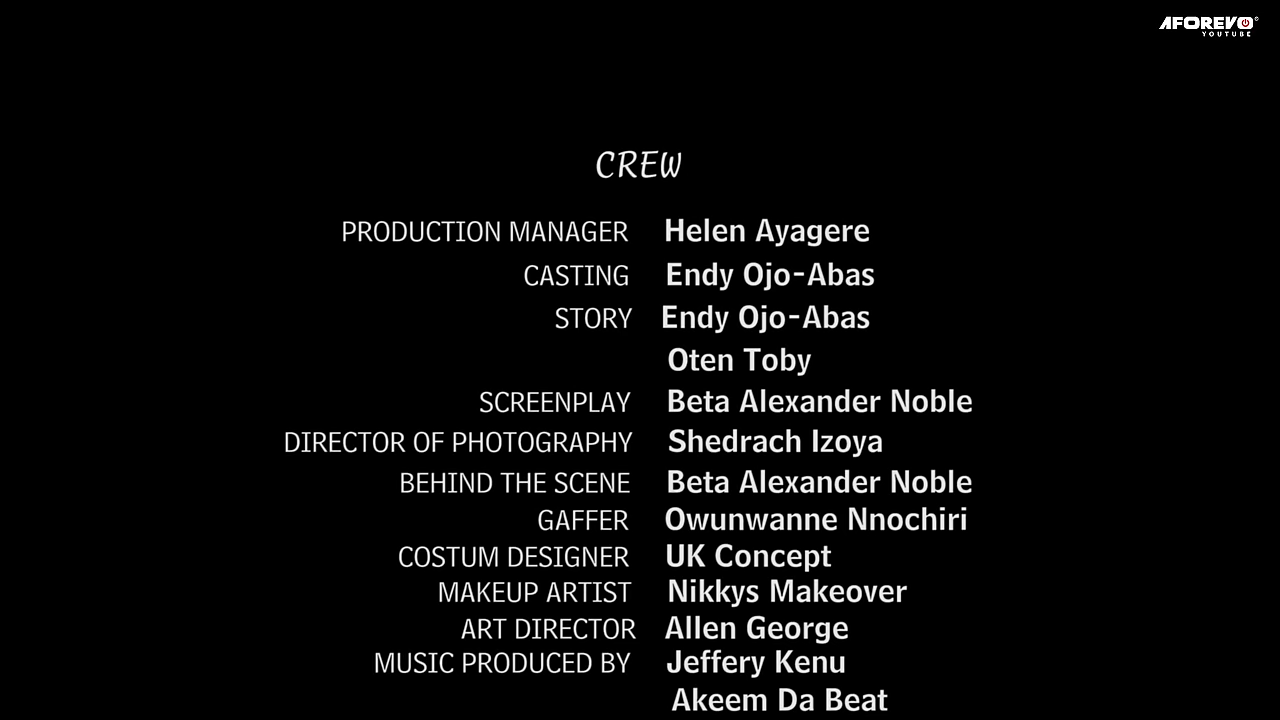 AFOREVO
YOUTUBE
CREW
PRODUCTION MANAGER Helen Ayagere
CASTING Endy Ojo-Abas
STORY Endy Ojo-Abas
Oten Toby
SCREENPLAY Beta Alexander Noble
DIRECTOR OF PHOTOGRAPHY Shedrach Izoya
BEHIND THE SCENE Beta Alexander Noble
GAFFER Owunwanne Nnochiri
COSTUM DESIGNER UK Concept
MAKEUP ARTIST Nikkys Makeover
ART DIRECTOR Allen George
MUSIC PRODUCED BY Jeffery Kenu
Akeem Da Beat